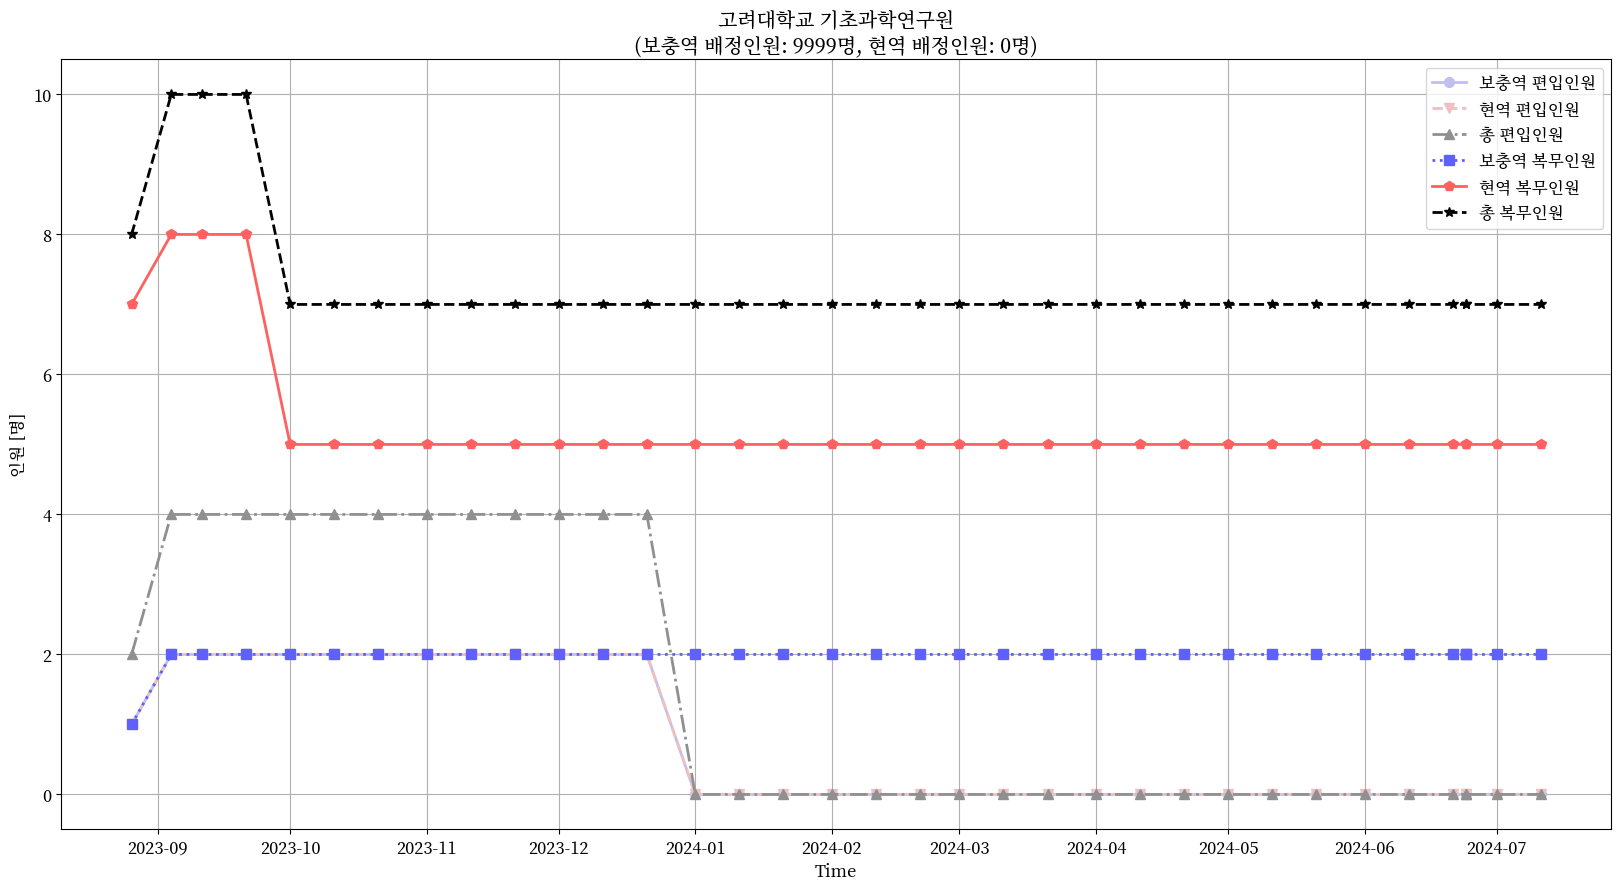 고려대학교 기초과학연구원
(보충역 배정인원: 9999명, 현역 배정인원: 0명)
보충역 편입인원
현역 편입인원
총 편입인원
보충역 복무인원
현역 복무인원
총 복무인원
인원 [명]
10
8
6
4
2
0
2023-09 2023-10 2023-11 2023-12 2024-01 2024-02 2024-03 2024-04 2024-05 2024-06 2024-07
Time